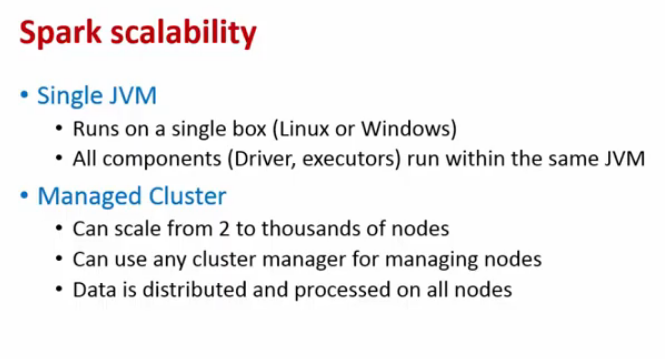 Spark scalability
• Single JVM
• Runs on a single box (Linux or Windows)
• All components (Driver, executors) run within the same JVM
• Managed Cluster
• Can scale from 2 to thousands of nodes
• Can use any cluster manager for managing nodes
• Data is distributed and processed on all nodes